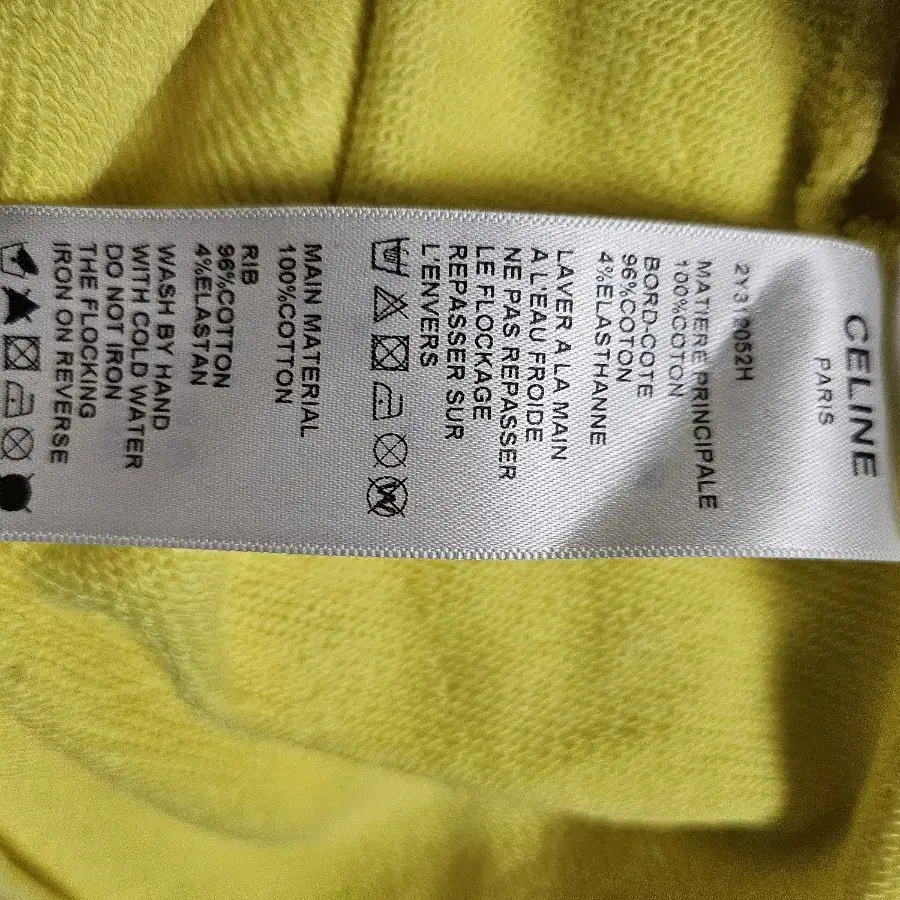 CELINE
PARIS
MATIERE PRINCIPALE
100%COTON
BORD-COTE
96%COTON
4%ELASTHANNE
LAVER A LA MAIN
A L'EAU FROIDE
NE PAS REPASSER
LE FLOCKAGE
REPASSER SUR
L'ENVERS
MAIN MATERIAL
100%COTTON
RIB
96%COTTON
4%ELASTAN
WASH BY HAND
WITH COLD WATER
DO NOT IRON
THE FLOCKING
IRON ON REVERSE